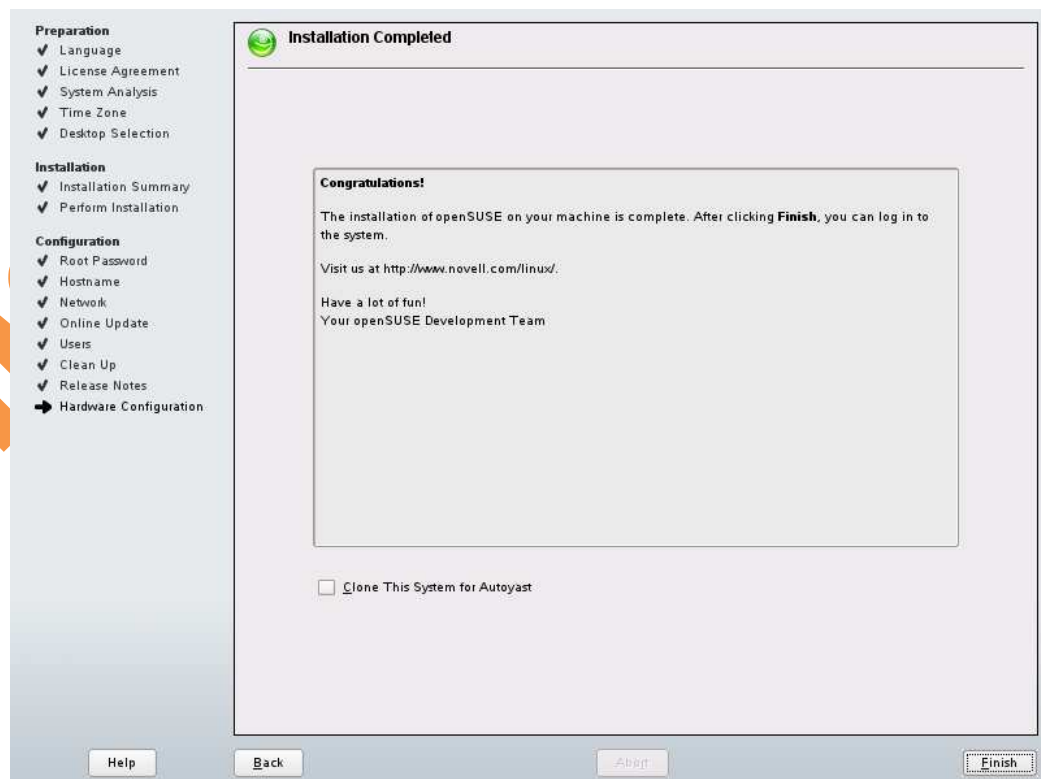 Preparation
Language
License Agreement
System Analysis
Time Zone
Desktop Selection
Installation
Installation Summary
Perform Installation
Configuration
Root Password
Hostname
Network
Online Update
Users
Clean Up
Release Notes
Hardware Configuration
Installation Completed
Congratulations!
The installation of openSUSE on your machine is complete. After clicking Finish, you can log in to
the system.
Visit us at http://www.novell.com/linux/.
Have a lot of fun!
Your openSUSE Development Team
Clone This System for Autoyast
Help
Back
Abort
Finish